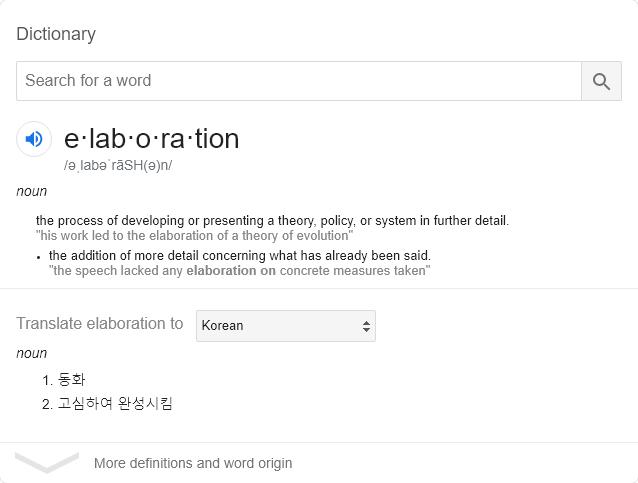 Dictionary
Search for a word
e·lab·o·ra·tion
/əˌlabəˈrāSH(ə)n/
noun
the process of developing or presenting a theory, policy, or system in further detail.
"his work led to the elaboration of a theory of evolution"
• the addition of more detail concerning what has already been said.
"the speech lacked any elaboration on concrete measures taken"
Translate elaboration to Korean
noun
1. 동화
2. 고심하여 완성시킴
More definitions and word origin